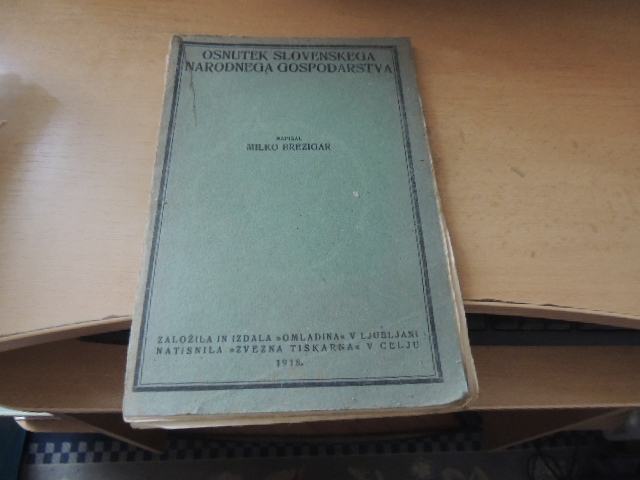 OSNUTEK SLOVENSKEGA
NARODNEGA GOSPODARSTVA
NAPISAL
MILKO BREZIGAR
ZALOŽILA IN IZDALA »OMLADINA« V LJUBLJANI
NATISNILA »ZVEZNA TISKARNA« V CELJU
1918.